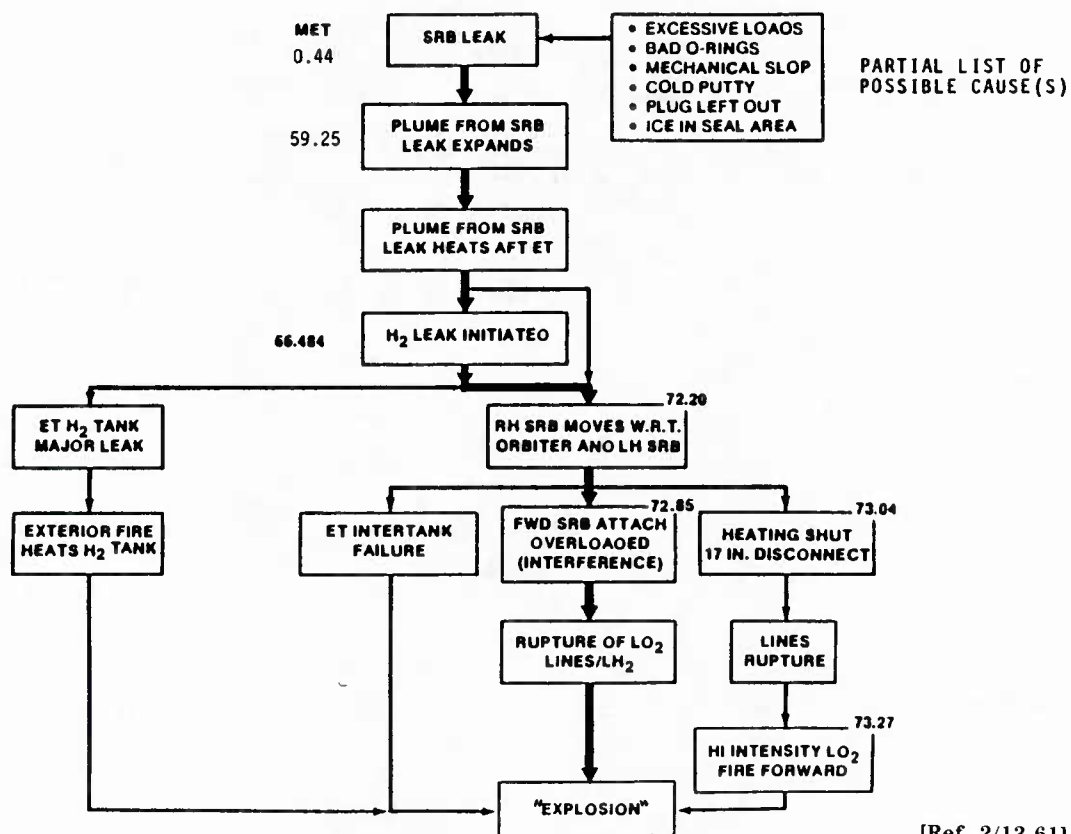 MET
0.44
SRB LEAK
• EXCESSIVE LOAOS
• BAD O-RINGS
• MECHANICAL SLOP
• COLD PUTTY
• PLUG LEFT OUT
• ICE IN SEAL AREA
PARTIAL LIST OF
POSSIBLE CAUSE(S)
59.25
PLUME FROM SRB
LEAK EXPANDS
PLUME FROM SRB
LEAK HEATS AFT ET
66.484
H2 LEAK INITIATEO
ET H2 TANK
MAJOR LEAK
72.20
RH SRB MOVES W.R.T.
ORBITER ANO LH SRB
EXTERIOR FIRE
HEATS H2 TANK
ET INTERTANK
FAILURE
72.85
FWD SRB ATTACH
OVERLOAOED
(INTERFERENCE)
73.04
HEATING SHUT
17 IN. DISCONNECT
RUPTURE OF LO2
LINES/LH2
LINES
RUPTURE
73.27
HI INTENSITY LO2
FIRE FORWARD
"EXPLOSION"
[Ref. 2/13-61]